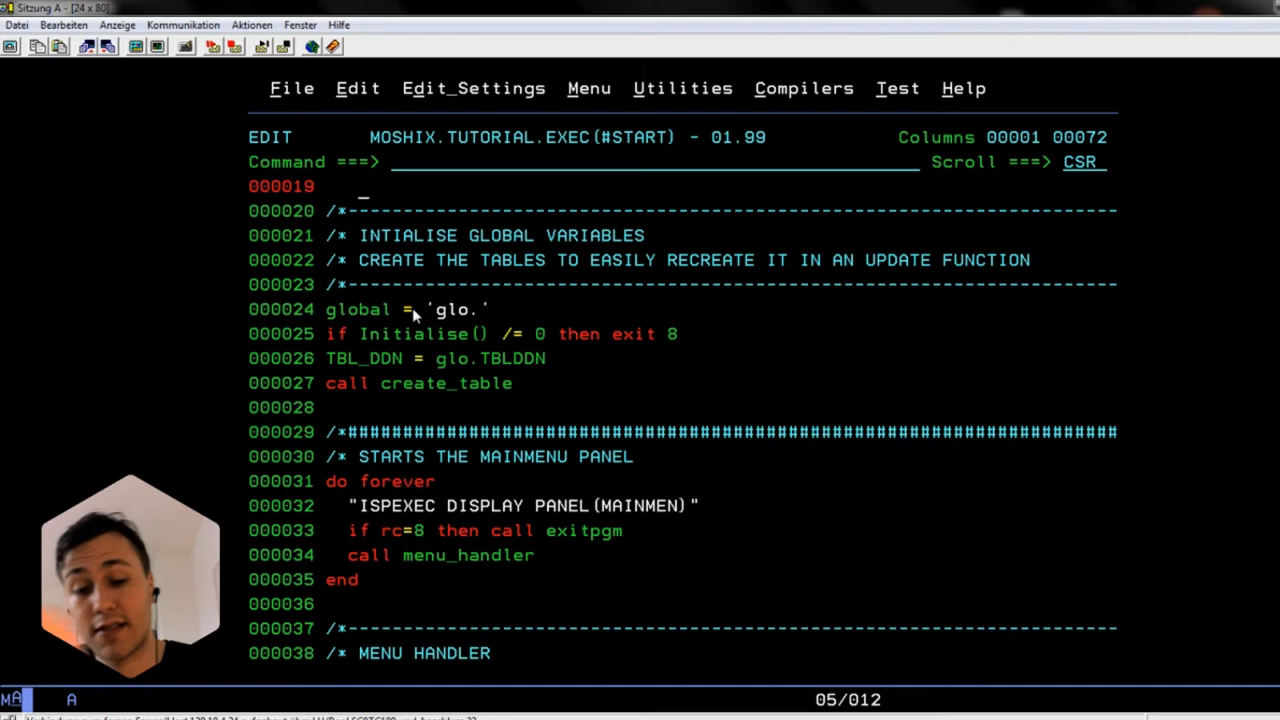 Sitzung A - [24 x 80]
Datei Bearbeiten Anzeige Kommunikation Aktionen Fenster Hilfe
File Edit Edit_Settings Menu Utilities Compilers Test Help
EDIT MOSHIX.TUTORIAL.EXEC(#START) - 01.99 Columns 00001 00072
Command ===> Scroll ===> CSR
000019 _
000020 /*----------------------------------------------------------------------
000021 /* INTIALISE GLOBAL VARIABLES
000022 /* CREATE THE TABLES TO EASILY RECREATE IT IN AN UPDATE FUNCTION
000023 /*----------------------------------------------------------------------
000024 global = 'glo.'
000025 if Initialise() /= 0 then exit 8
000026 TBL_DDN = glo.TBLDDN
000027 call create_table
000028
000029 /*######################################################################
000030 /* STARTS THE MAINMENU PANEL
000031 do forever
000032 "ISPEXEC DISPLAY PANEL(MAINMEN)"
000033 if rc=8 then call exitpgm
000034 call menu_handler
000035 end
000036
000037 /*----------------------------------------------------------------------
000038 /* MENU HANDLER
MA A 05/012